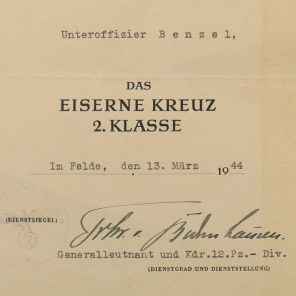 Unteroffizier Benzel,
DAS
EISERNE KREUZ
2. KLASSE
Im Felde, den 13. März 1944
(DIENSTSIEGEL)
Frhr. v.
Generalleutnant und Kdr.12.Pz.- Div.
(DIENSTGRAD UND DIENSTSTELLUNG)